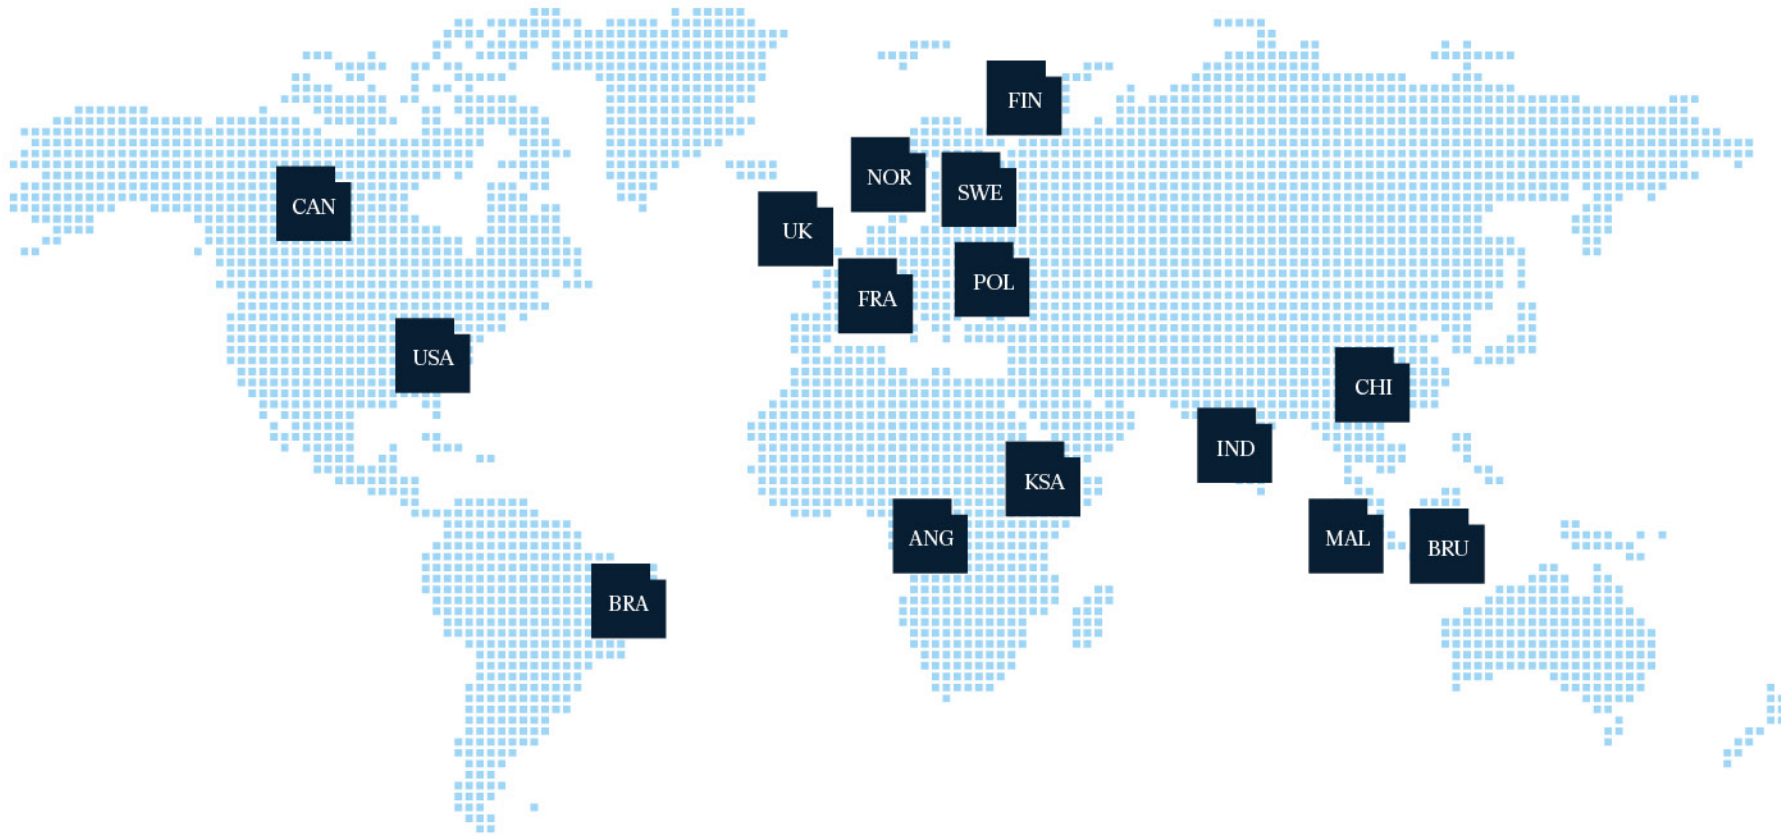 FIN
NOR
SWE
CAN
UK
POL
FRA
USA
CHI
IND
KSA
ANG
MAL
BRU
BRA